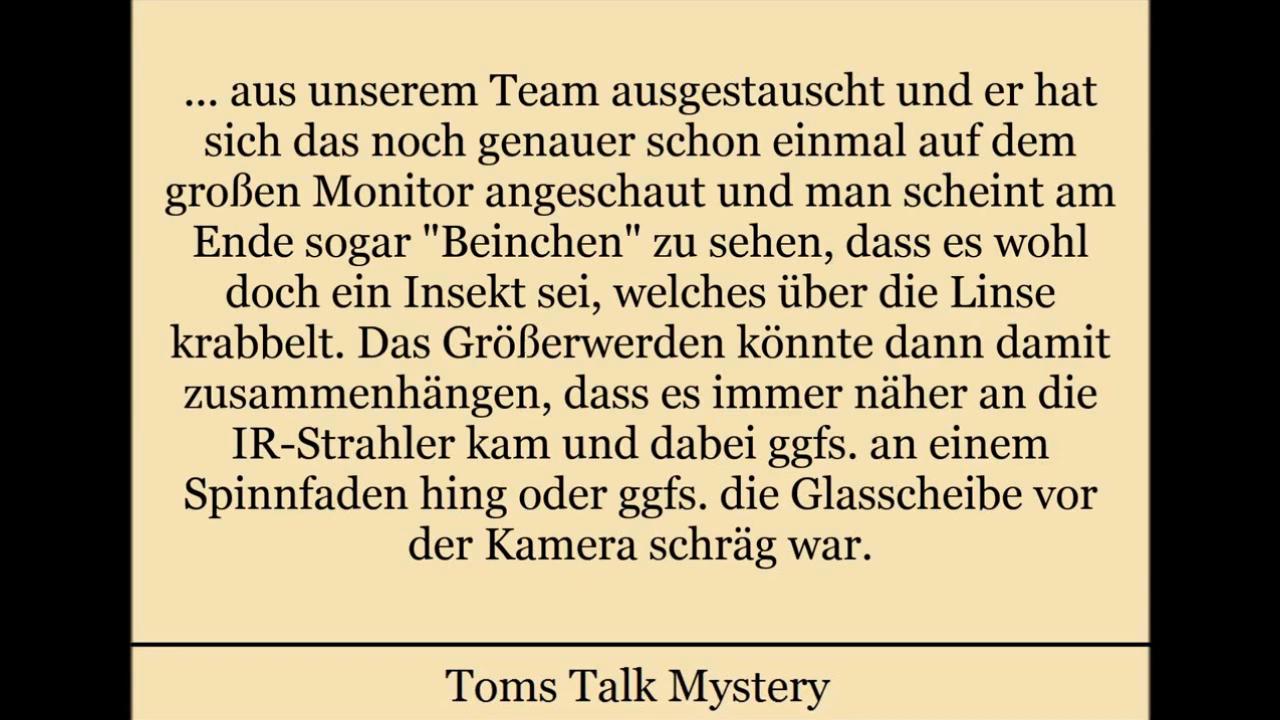 ... aus unserem Team ausgestauscht und er hat
sich das noch genauer schon einmal auf dem
großen Monitor angeschaut und man scheint am
Ende sogar "Beinchen" zu sehen, dass es wohl
doch ein Insekt sei, welches über die Linse
krabbelt. Das Größerwerden könnte dann damit
zusammenhängen, dass es immer näher an die
IR-Strahler kam und dabei ggfs. an einem
Spinnfaden hing oder ggfs. die Glasscheibe vor
der Kamera schräg war.
Toms Talk Mystery